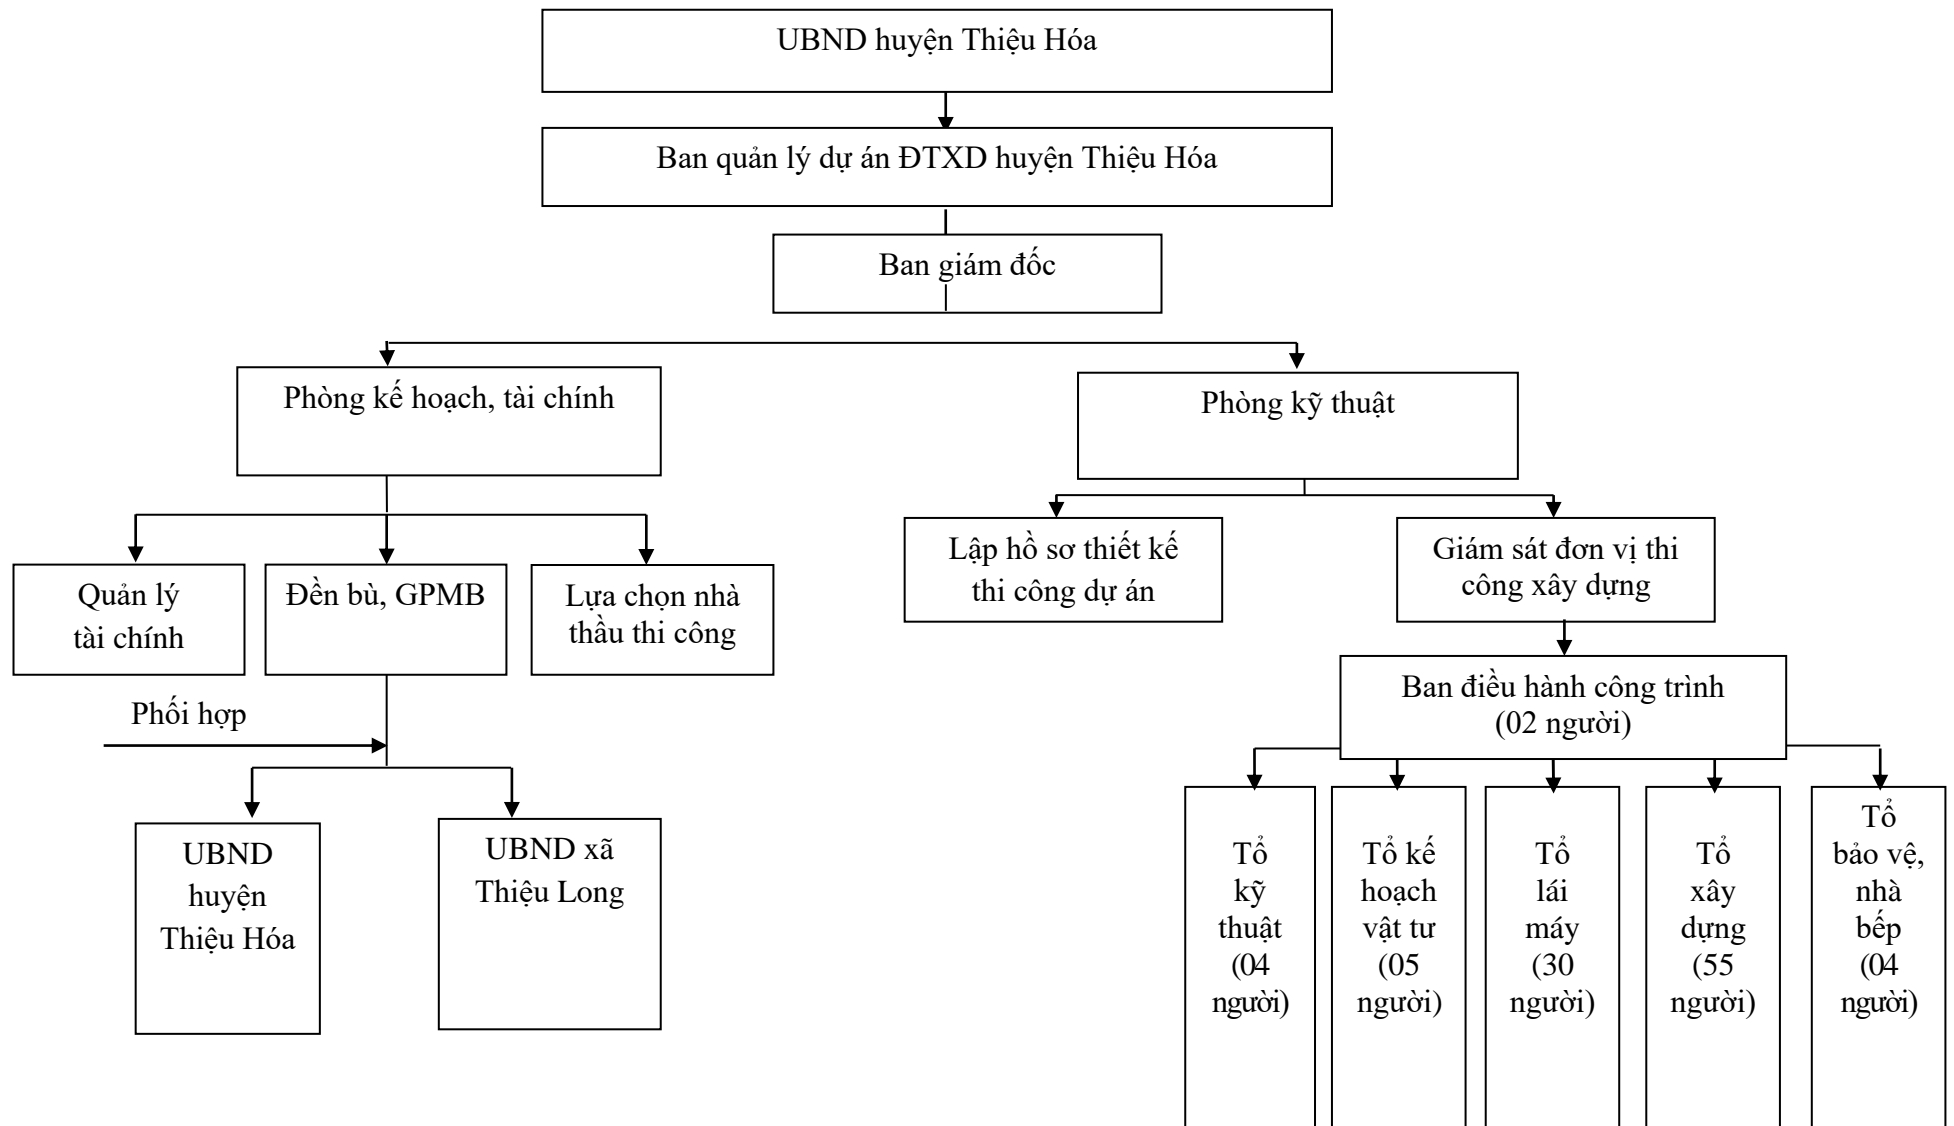 UBND huyện Thiệu Hóa
Ban quản lý dự án ĐTXD huyện Thiệu Hóa
Ban giám đốc
Phòng kế hoạch, tài chính
Phòng kỹ thuật
Quản lý
tài chính
Đền bù, GPMB
Lựa chọn nhà
thầu thi công
Lập hồ sơ thiết kế
thi công dự án
Giám sát đơn vị thi
công xây dựng
Phối hợp
Ban điều hành công trình
(02 người)
UBND
huyện
Thiệu Hóa
UBND xã
Thiệu Long
Tổ
kỹ
thuật
(04
người)
Tổ kế
hoạch
vật tư
(05
người)
Tổ
lái
máy
(30
người)
Tổ
xây
dựng
(55
người)
Tổ
bảo vệ,
nhà
bếp
(04
người)